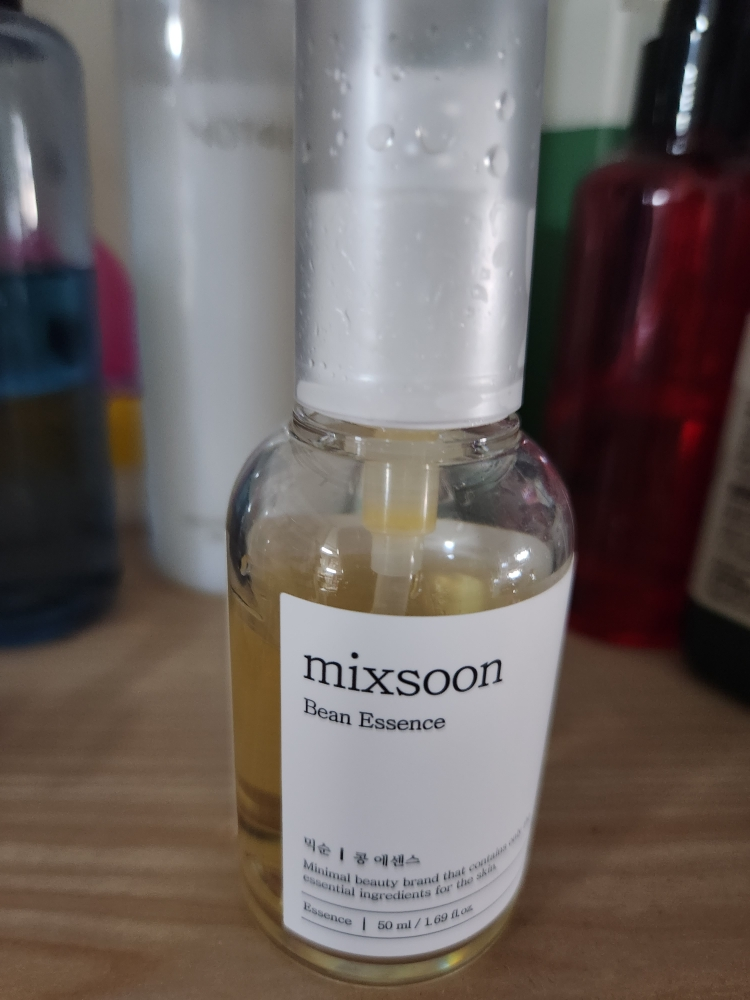 mixsoon
Bean Essence
믹순 | 콩 에센스
Minimal beauty brand that contains only
essential ingredients for the skin.
Essence | 50 ml / 1.69 fl.oz.